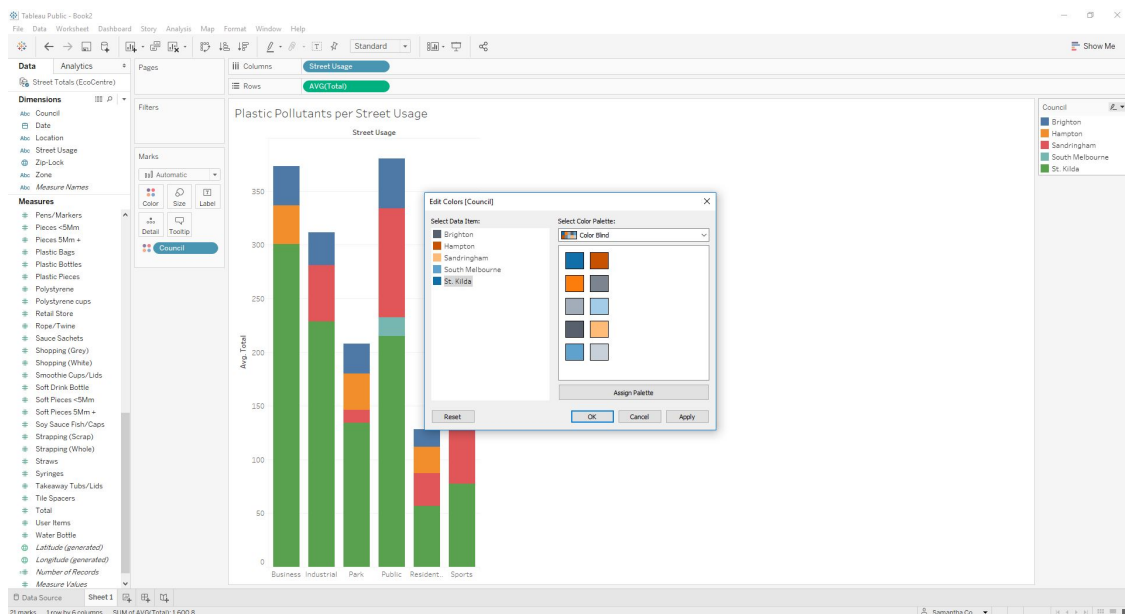 Tableau Public - Book2
File Data Worksheet Dashboard Story Analysis Map Format Window Help
Standard
Show Me
Data Analytics
Street Totals (EcoCentre)
Dimensions
Abc Council
Date
Abc Location
Abc Street Usage
Zip-Lock
Abc Zone
Abc Measure Names
Measures
Pens/Markers
Pieces <5Mm
Pieces 5Mm +
Plastic Bags
Plastic Bottles
Plastic Pieces
Polystyrene
Polystyrene cups
Retail Store
Rope/Twine
Sauce Sachets
Shopping (Grey)
Shopping (White)
Smoothie Cups/Lids
Soft Drink Bottle
Soft Pieces <5Mm
Soft Pieces 5Mm +
Soy Sauce Fish/Caps
Strapping (Scrap)
Strapping (Whole)
Straws
Syringes
Takeaway Tubs/Lids
Tile Spacers
Total
User Items
Water Bottle
Latitude (generated)
Longitude (generated)
Number of Records
Measure Values
Pages
Filters
Marks
Automatic
Color Size Label
Detail Tooltip
Council
Columns Street Usage
Rows AVG(Total)
Plastic Pollutants per Street Usage
Street Usage
Avg. Total
350
300
250
200
150
100
50
0
Business Industrial Park Public Resident.. Sports
Edit Colors [Council]
Select Data Item:
Brighton
Hampton
Sandringham
South Melbourne
St. Kilda
Select Color Palette:
Color Blind
Assign Palette
Reset OK Cancel Apply
Council
Brighton
Hampton
Sandringham
South Melbourne
St. Kilda
Data Source Sheet 1
21 marks 1 row by 6 columns SUM of AVG(Total): 1,600.8
Samantha Co..